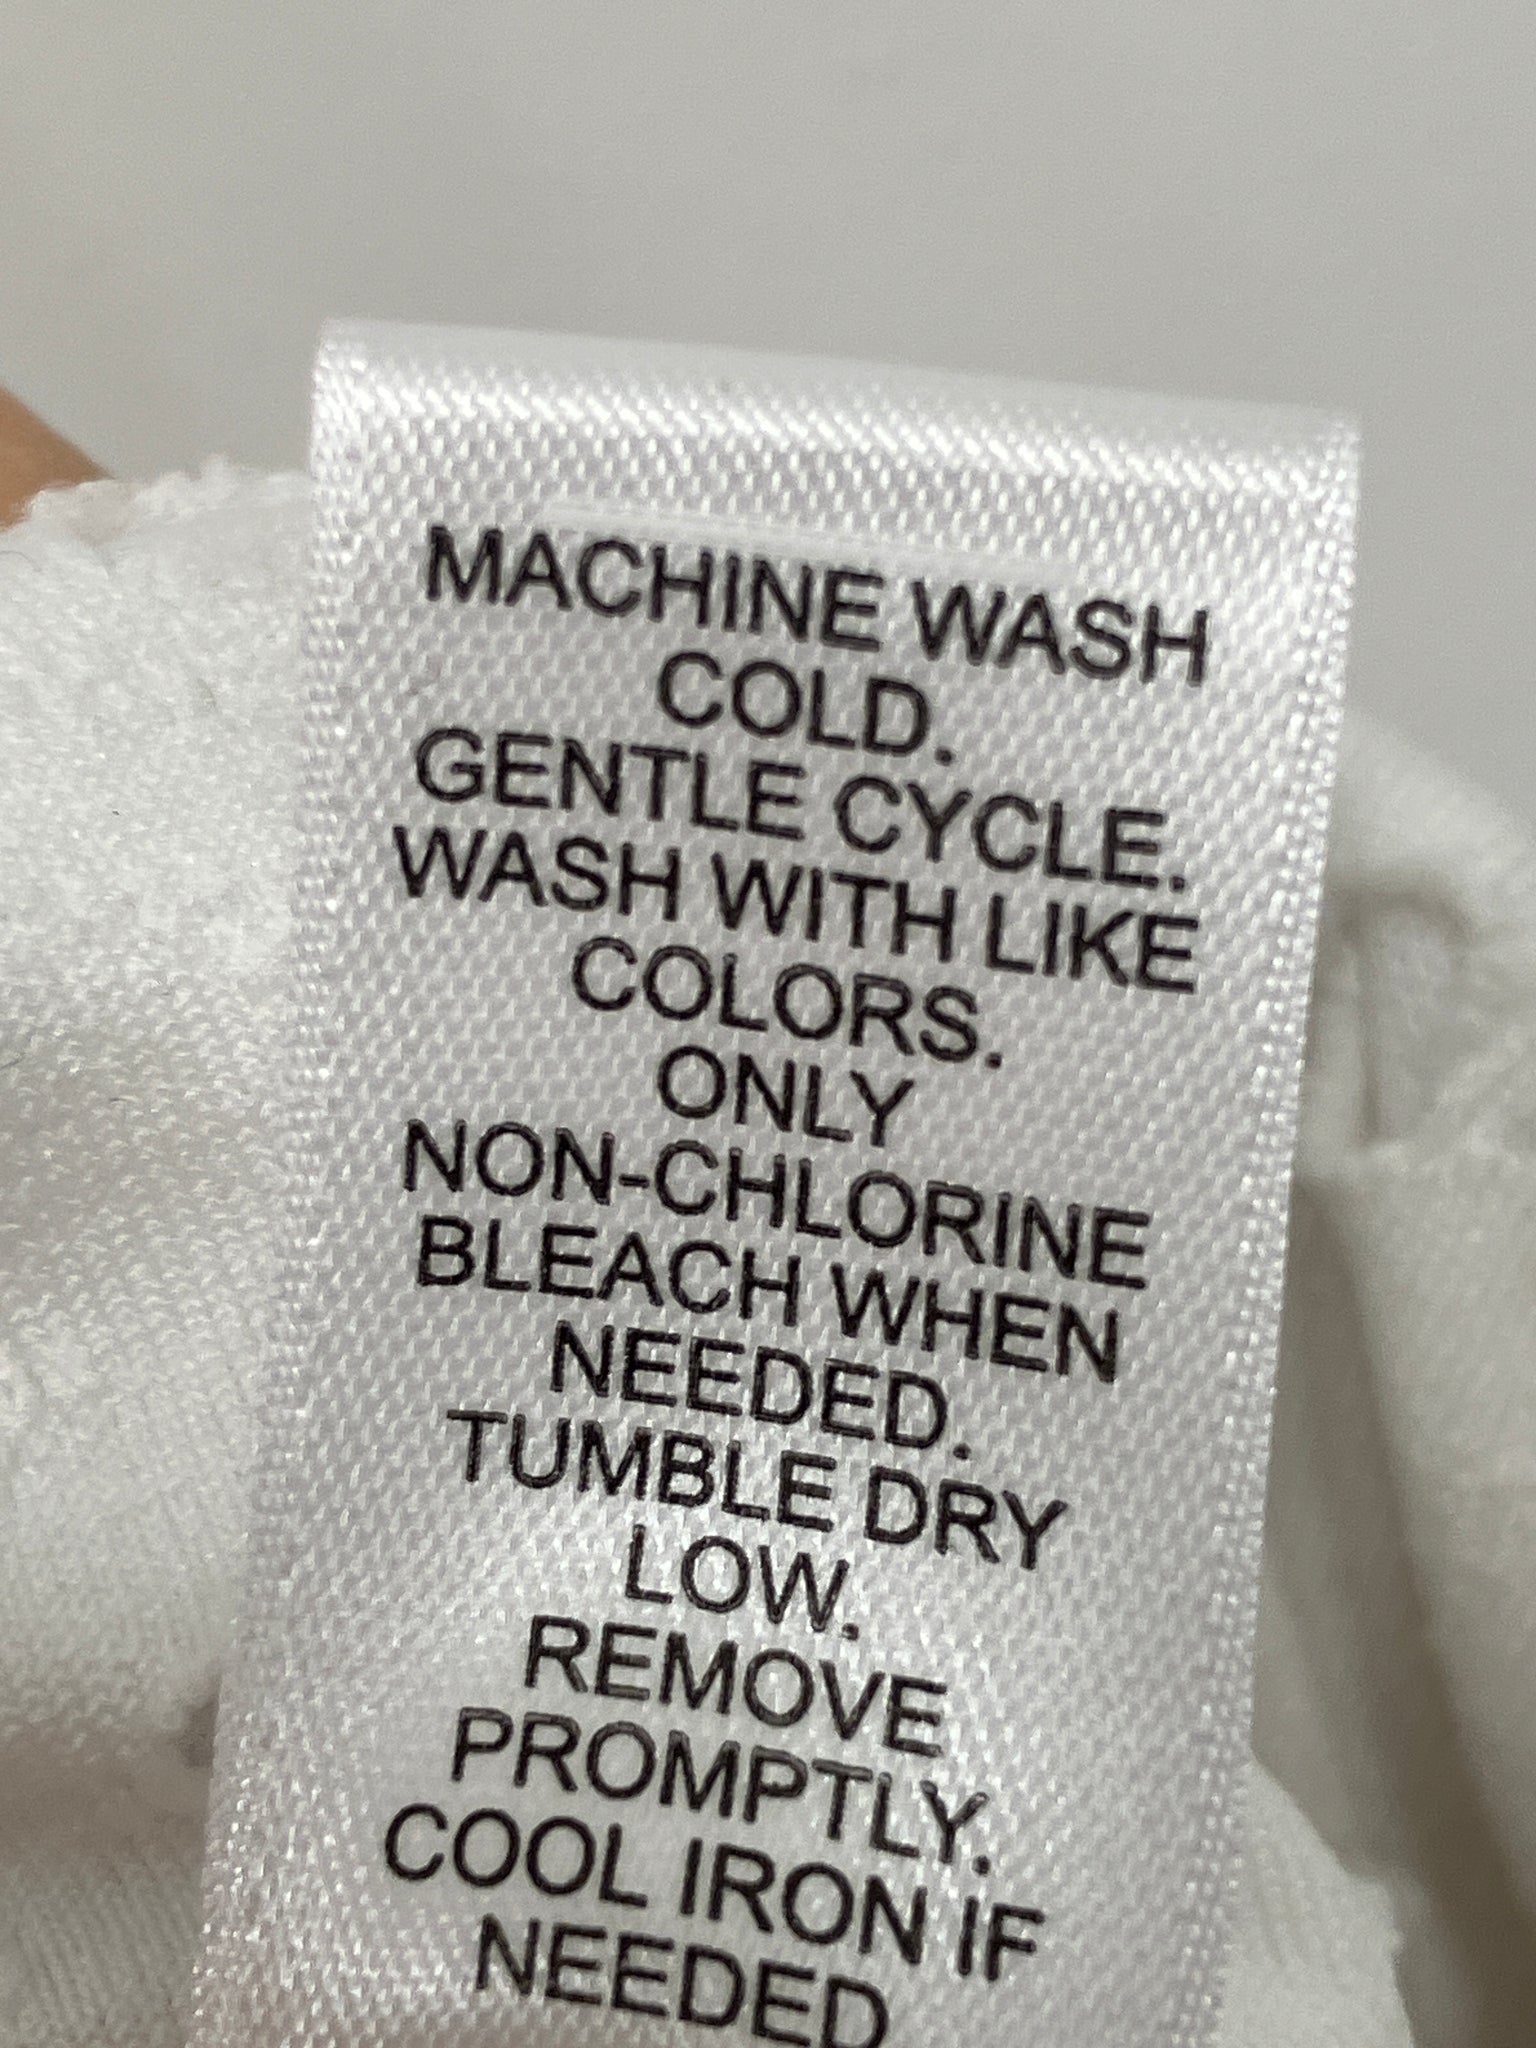 MACHINE WASH
COLD.
GENTLE CYCLE.
WASH WITH LIKE
COLORS.
ONLY
NON-CHLORINE
BLEACH WHEN
NEEDED.
TUMBLE DRY
LOW.
REMOVE
PROMPTLY.
COOL IRON IF
NEEDED